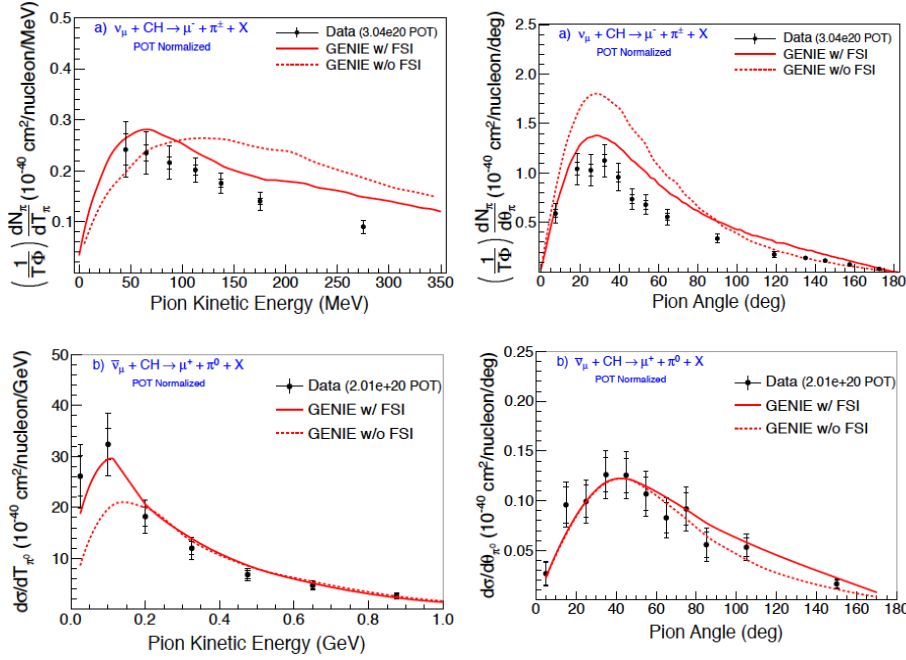 a) νμ + CH → μ⁻ + π± + X
POT Normalized
Data (3.04e20 POT)
GENIE w/ FSI
GENIE w/o FSI
(1/TΦ) dNπ/dTπ (10⁻⁴⁰ cm²/nucleon/MeV)
0.5
0.4
0.3
0.2
0.1
0 50 100 150 200 250 300 350
Pion Kinetic Energy (MeV)
a) νμ + CH → μ⁻ + π± + X
POT Normalized
Data (3.04e20 POT)
GENIE w/ FSI
GENIE w/o FSI
(1/TΦ) dNπ/dθπ (10⁻⁴⁰ cm²/nucleon/deg)
2.5
2.0
1.5
1.0
0.5
0 20 40 60 80 100 120 140 160 180
Pion Angle (deg)
b) ν̅μ + CH → μ⁺ + π⁰ + X
POT Normalized
Data (2.01e+20 POT)
GENIE w/ FSI
GENIE w/o FSI
dσ/dTπ⁰ (10⁻⁴⁰ cm²/nucleon/GeV)
50
40
30
20
10
0.0 0.2 0.4 0.6 0.8 1.0
Pion Kinetic Energy (GeV)
b) ν̅μ + CH → μ⁺ + π⁰ + X
POT Normalized
Data (2.01e+20 POT)
GENIE w/ FSI
GENIE w/o FSI
dσ/dθπ⁰ (10⁻⁴⁰ cm²/nucleon/deg)
0.25
0.20
0.15
0.10
0.05
0 20 40 60 80 100 120 140 160 180
Pion Angle (deg)